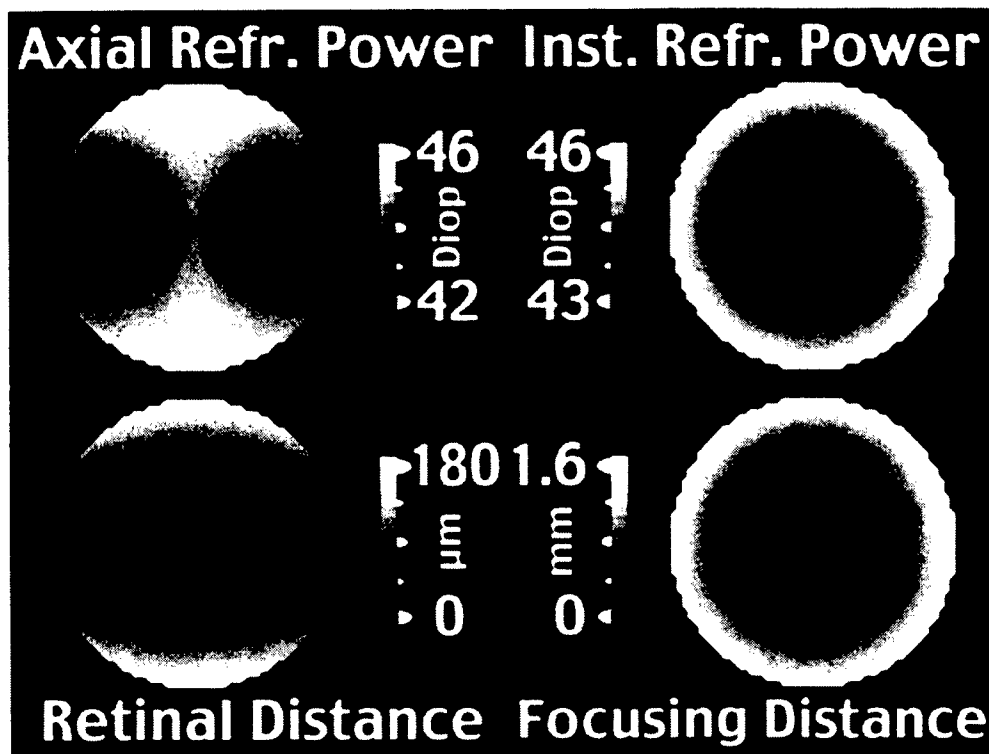 Axial Refr. Power Inst. Refr. Power
46 46
Diop Diop
42 43
180 1.6
µm mm
0 0
Retinal Distance Focusing Distance